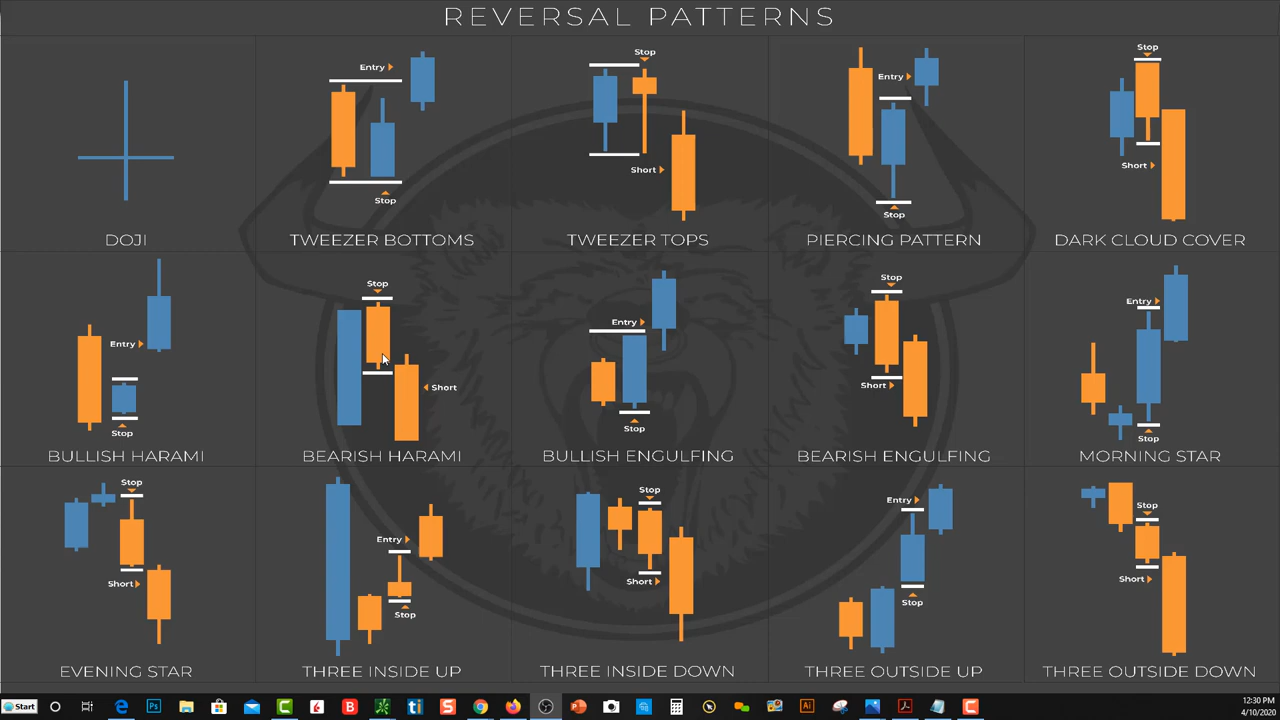 REVERSAL PATTERNS
DOJI
Entry
Stop
TWEEZER BOTTOMS
Stop
Short
TWEEZER TOPS
Entry
Stop
PIERCING PATTERN
Stop
Short
DARK CLOUD COVER
Entry
Stop
BULLISH HARAMI
Stop
Short
BEARISH HARAMI
Entry
Stop
BULLISH ENGULFING
Stop
Short
BEARISH ENGULFING
Entry
Stop
MORNING STAR
Stop
Short
EVENING STAR
Entry
Stop
THREE INSIDE UP
Stop
Short
THREE INSIDE DOWN
Entry
Stop
THREE OUTSIDE UP
Stop
Short
THREE OUTSIDE DOWN
Start
Ps
B
S
Ai
C
12:30 PM
4/10/2020